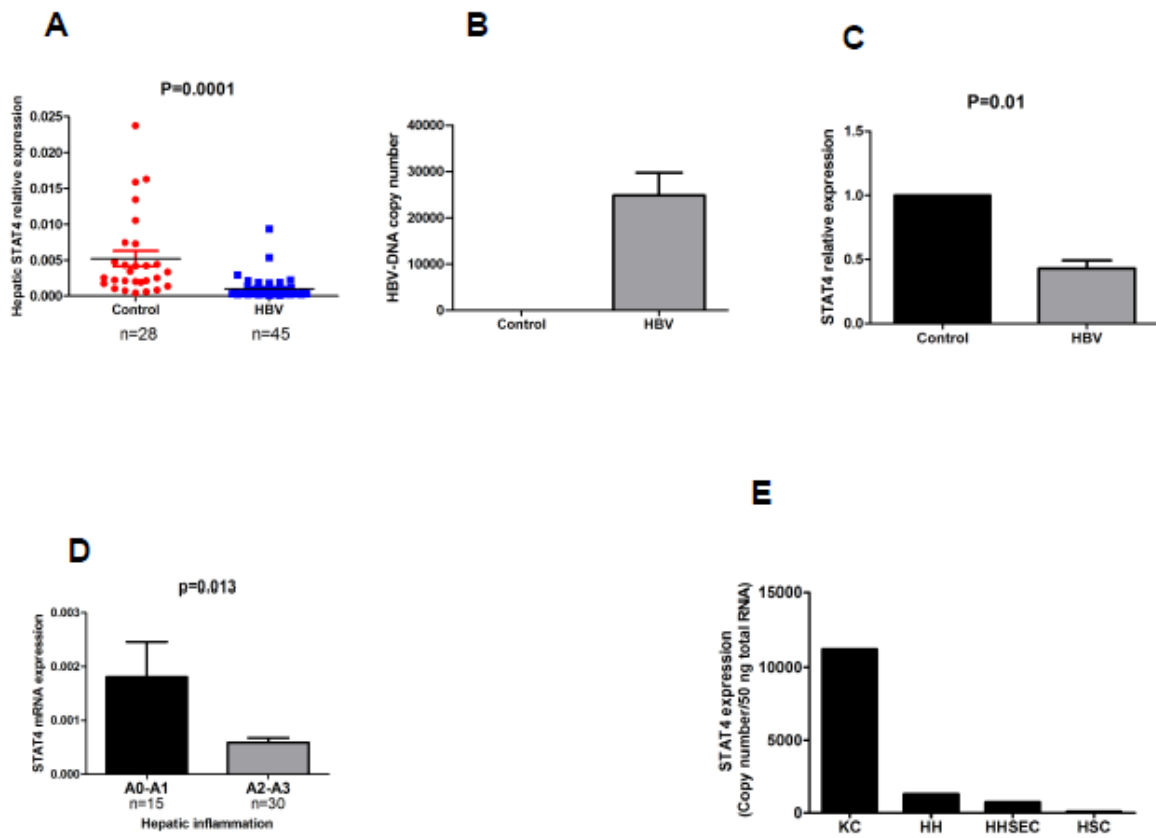 A
P=0.0001
Hepatic STAT4 relative expression
0.025
0.020
0.015
0.010
0.005
0.000
Control
HBV
n=28
n=45
B
HBV-DNA copy number
40000
30000
20000
10000
0
Control
HBV
C
P=0.01
STAT4 relative expression
1.5
1.0
0.5
0.0
Control
HBV
D
p=0.013
STAT4 mRNA expression
0.003
0.002
0.001
0.000
A0-A1
A2-A3
n=15
n=30
Hepatic inflammation
E
STAT4 expression
(Copy number/50 ng total RNA)
15000
10000
5000
0
KC
HH
HHSEC
HSC